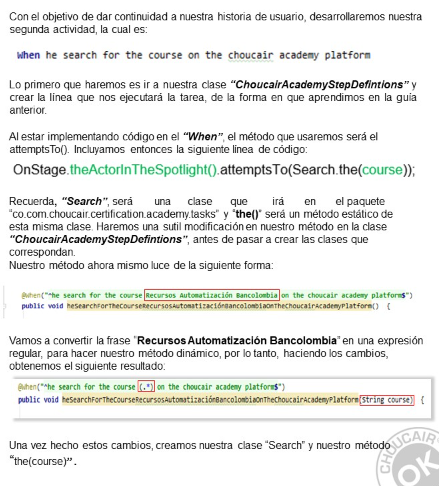 Con el objetivo de dar continuidad a nuestra historia de usuario, desarrollaremos nuestra
segunda actividad, la cual es:
When he search for the course on the choucair academy platform
Lo primero que haremos es ir a nuestra clase “ChoucairAcademyStepDefintions” y
crear la línea que nos ejecutará la tarea, de la forma en que aprendimos en la guía
anterior.
Al estar implementando código en el “When”, el método que usaremos será el
attemptsTo(). Incluyamos entonces la siguiente línea de código:
OnStage.theActorInTheSpotlight().attemptsTo(Search.the(course));
Recuerda, “Search”, será una clase que irá en el paquete
“co.com.choucair.certification.academy.tasks” y “the()” será un método estático de
esta misma clase. Haremos una sutil modificación en nuestro método en la clase
“ChoucairAcademyStepDefintions”, antes de pasar a crear las clases que
correspondan.
Nuestro método ahora mismo luce de la siguiente forma:
@When("^he search for the course Recursos Automatización Bancolombia on the choucair academy platform$")
public void heSearchForTheCourseRecursosAutomatizaciónBancolombiaOnTheChoucairAcademyPlatform() {
Vamos a convertir la frase “Recursos Automatización Bancolombia” en una expresión
regular, para hacer nuestro método dinámico, por lo tanto, haciendo los cambios,
obtenemos el siguiente resultado:
@When("^he search for the course (.*) on the choucair academy platform$")
public void heSearchForTheCourseRecursosAutomatizaciónBancolombiaOnTheChoucairAcademyPlatform(String course) {
Una vez hecho estos cambios, creamos nuestra clase “Search” y nuestro método
“the(course)”.
CHOUCAIR
OK